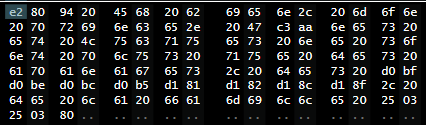 e2 80 94 20 45 68 20 62 69 65 6e 2c 20 6d 6f 6e
20 70 72 69 6e 63 65 2e 20 47 c3 aa 6e 65 73 20
65 74 20 4c 75 63 71 75 65 73 20 6e 65 20 73 6f
6e 74 20 70 6c 75 73 20 71 75 65 20 64 65 73 20
61 70 61 6e 61 67 65 73 2c 20 64 65 73 20 d0 bf
d0 be d0 bc d0 b5 d1 81 d1 82 d1 8c d1 8f 2c 20
64 65 20 6c 61 20 66 61 6d 69 6c 6c 65 20 25 03
25 03 80 .. .. .. .. .. .. .. .. .. .. .. .. ..